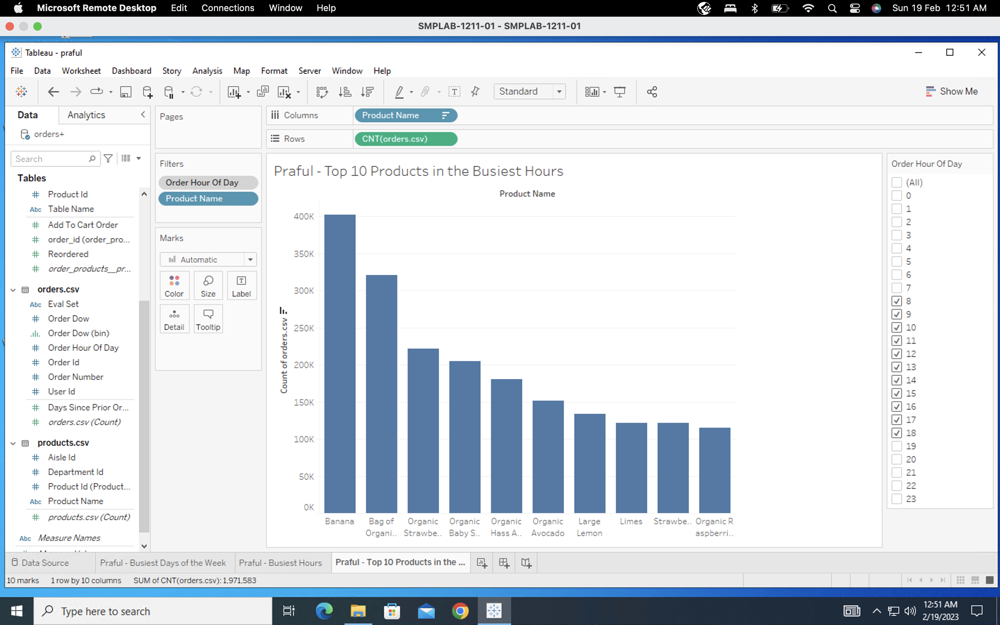 Microsoft Remote Desktop Edit Connections Window Help Sun 19 Feb 12:51 AM
SMPLAB-1211-01 - SMPLAB-1211-01
Tableau - praful
File Data Worksheet Dashboard Story Analysis Map Format Server Window Help
Standard Show Me
Data Analytics
orders+
Search
Tables
# Product Id
Abc Table Name
# Add To Cart Order
# order_id (order_pro...
# Reordered
# order_products__pr...
orders.csv
Abc Eval Set
# Order Dow
Order Dow (bin)
# Order Hour Of Day
# Order Id
# Order Number
# User Id
# Days Since Prior Or...
# orders.csv (Count)
products.csv
# Aisle Id
# Department Id
# Product Id (Product...
Abc Product Name
# products.csv (Count)
Abc Measure Names
Pages
Filters
Order Hour Of Day
Product Name
Marks
Automatic
Color Size Label
Detail Tooltip
Columns Product Name
Rows CNT(orders.csv)
Praful - Top 10 Products in the Busiest Hours
Product Name
Count of orders.csv
400K
350K
300K
250K
200K
150K
100K
50K
0K
Banana
Bag of
Organi..
Organic
Strawbe..
Organic
Baby S..
Organic
Hass A..
Organic
Avocado
Large
Lemon
Limes
Strawbe..
Organic R
aspberri..
Order Hour Of Day
(All)
0
1
2
3
4
5
6
7
8
9
10
11
12
13
14
15
16
17
18
19
20
21
22
23
Data Source Praful - Busiest Days of the Week Praful - Busiest Hours Praful - Top 10 Products in the ...
10 marks 1 row by 10 columns SUM of CNT(orders.csv): 1,971,583
Type here to search
12:51 AM
2/19/2023